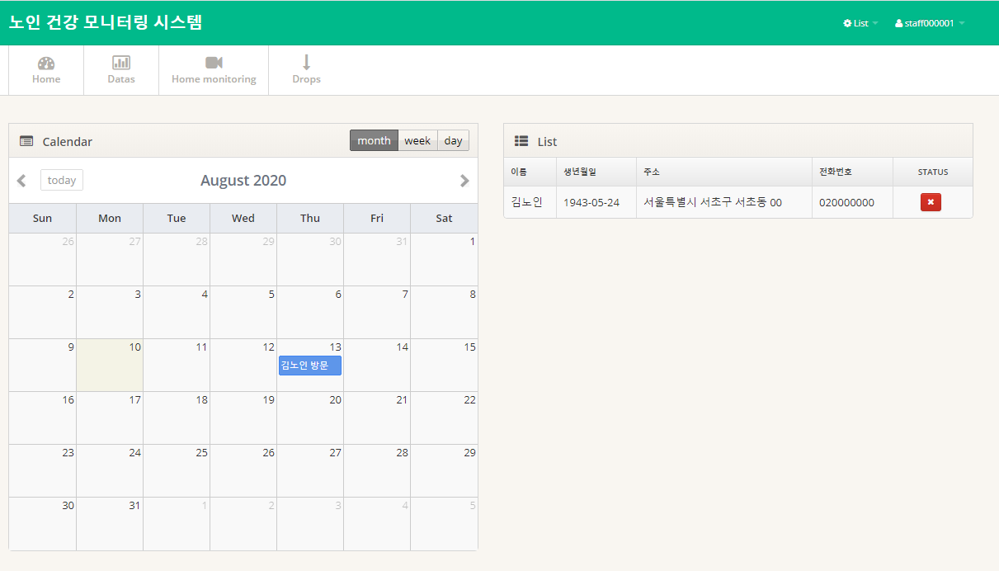 노인 건강 모니터링 시스템
List
staff000001
Home
Datas
Home monitoring
Drops
Calendar
month week day
today
August 2020
Sun Mon Tue Wed Thu Fri Sat
26 27 28 29 30 31 1
2 3 4 5 6 7 8
9 10 11 12 13 14 15
김노인 방문
16 17 18 19 20 21 22
23 24 25 26 27 28 29
30 31 1 2 3 4 5
List
이름 생년월일 주소 전화번호 STATUS
김노인 1943-05-24 서울특별시 서초구 서초동 00 020000000